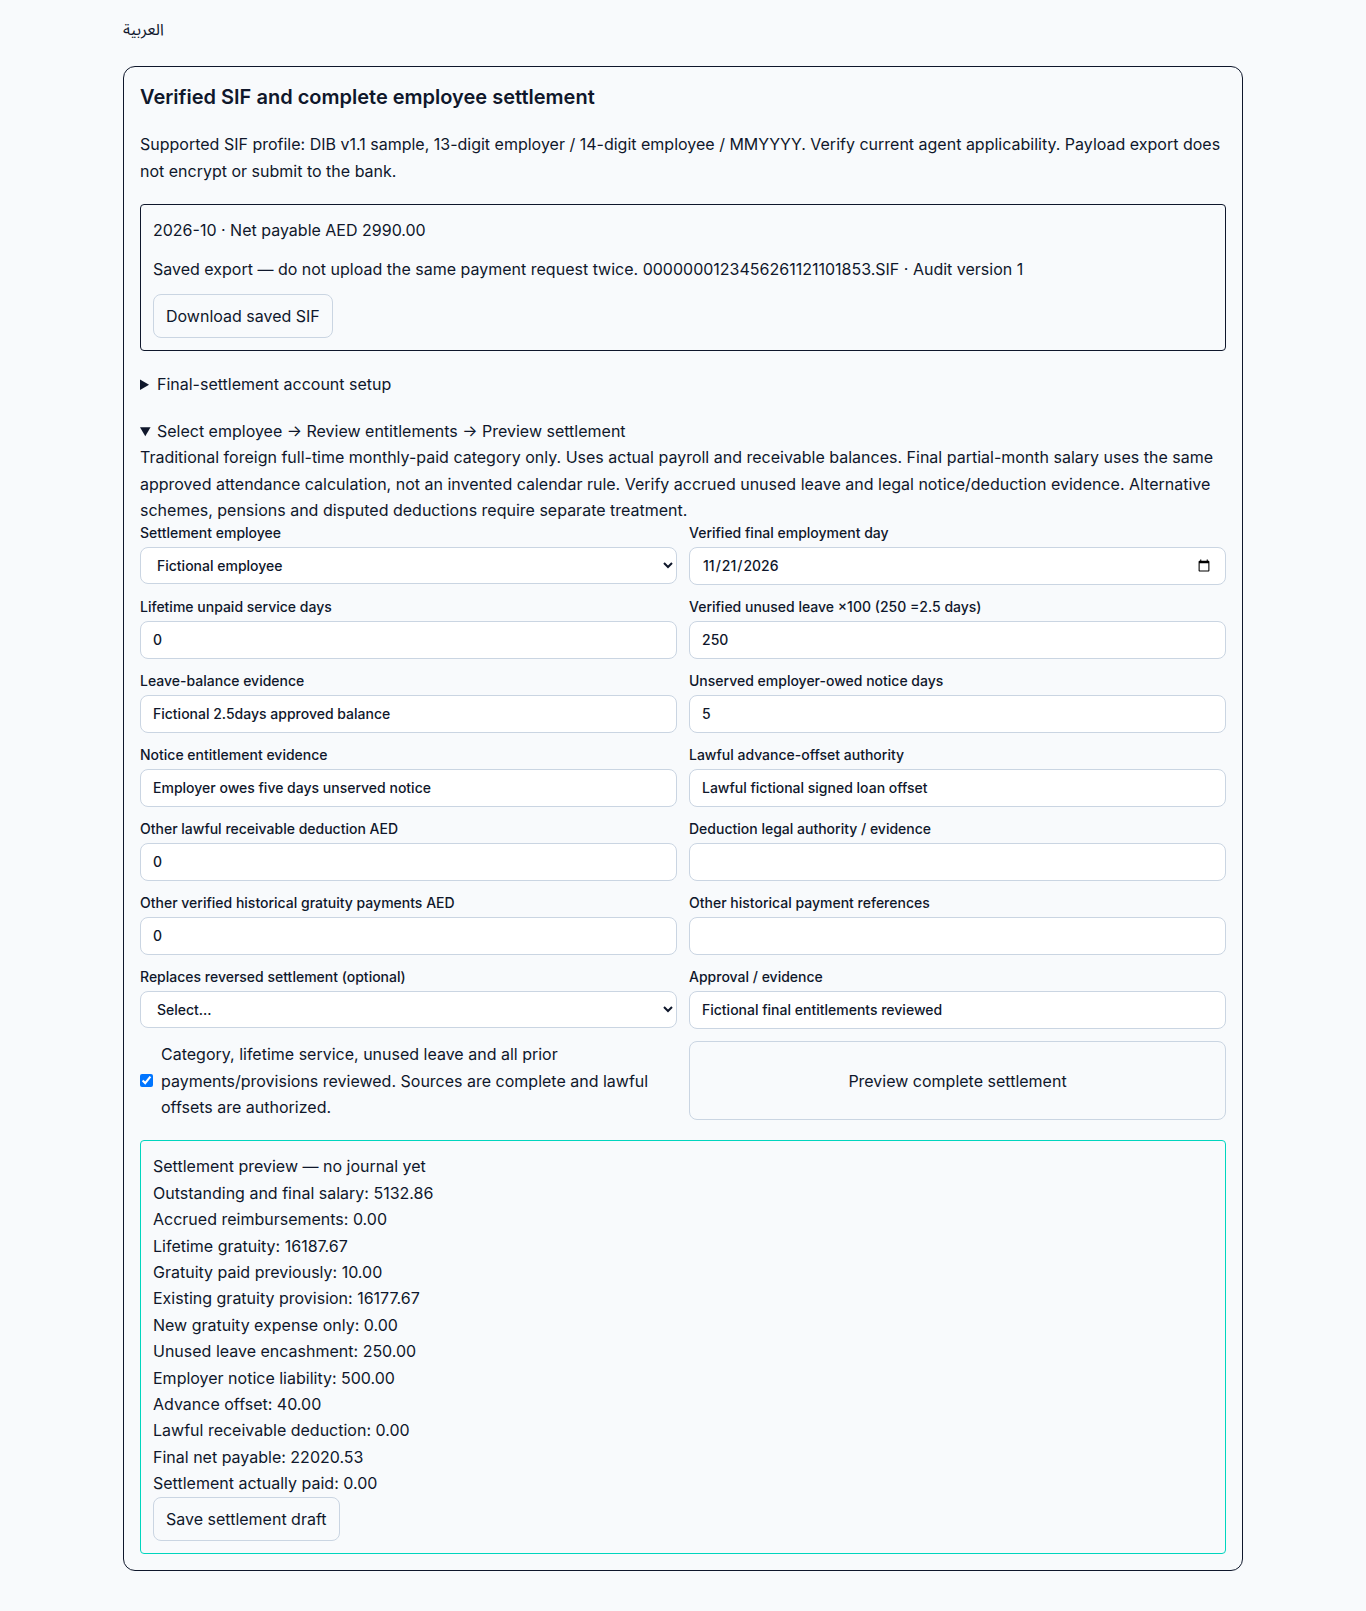 العربية
Verified SIF and complete employee settlement
Supported SIF profile: DIB v1.1 sample, 13-digit employer / 14-digit employee / MMYYYY. Verify current agent applicability. Payload export does
not encrypt or submit to the bank.
2026-10 · Net payable AED 2990.00
Saved export — do not upload the same payment request twice. 0000000123456261121101853.SIF · Audit version 1
Download saved SIF
Final-settlement account setup
Select employee → Review entitlements → Preview settlement
Traditional foreign full-time monthly-paid category only. Uses actual payroll and receivable balances. Final partial-month salary uses the same
approved attendance calculation, not an invented calendar rule. Verify accrued unused leave and legal notice/deduction evidence. Alternative
schemes, pensions and disputed deductions require separate treatment.
Settlement employee
Verified final employment day
Fictional employee
11/21/2026
Lifetime unpaid service days
Verified unused leave ×100 (250 =2.5 days)
0
250
Leave-balance evidence
Unserved employer-owed notice days
Fictional 2.5days approved balance
5
Notice entitlement evidence
Lawful advance-offset authority
Employer owes five days unserved notice
Lawful fictional signed loan offset
Other lawful receivable deduction AED
Deduction legal authority / evidence
0
Other verified historical gratuity payments AED
Other historical payment references
0
Replaces reversed settlement (optional)
Approval / evidence
Select...
Fictional final entitlements reviewed
Category, lifetime service, unused leave and all prior
payments/provisions reviewed. Sources are complete and lawful
offsets are authorized.
Preview complete settlement
Settlement preview — no journal yet
Outstanding and final salary: 5132.86
Accrued reimbursements: 0.00
Lifetime gratuity: 16187.67
Gratuity paid previously: 10.00
Existing gratuity provision: 16177.67
New gratuity expense only: 0.00
Unused leave encashment: 250.00
Employer notice liability: 500.00
Advance offset: 40.00
Lawful receivable deduction: 0.00
Final net payable: 22020.53
Settlement actually paid: 0.00
Save settlement draft